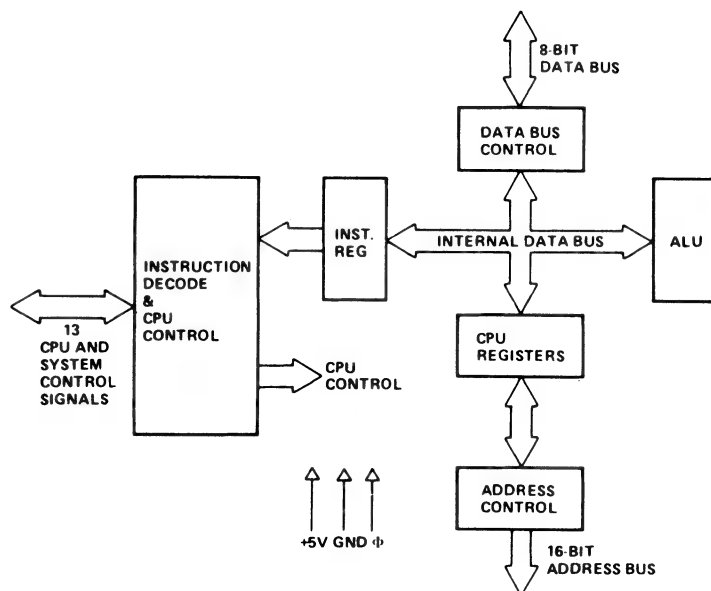 8-BIT
DATA BUS
DATA BUS
CONTROL
INSTRUCTION
DECODE
&
CPU
CONTROL
INST.
REG
INTERNAL DATA BUS
ALU
13
CPU AND
SYSTEM
CONTROL
SIGNALS
CPU
CONTROL
CPU
REGISTERS
ADDRESS
CONTROL
+5V GND Φ
16-BIT
ADDRESS BUS